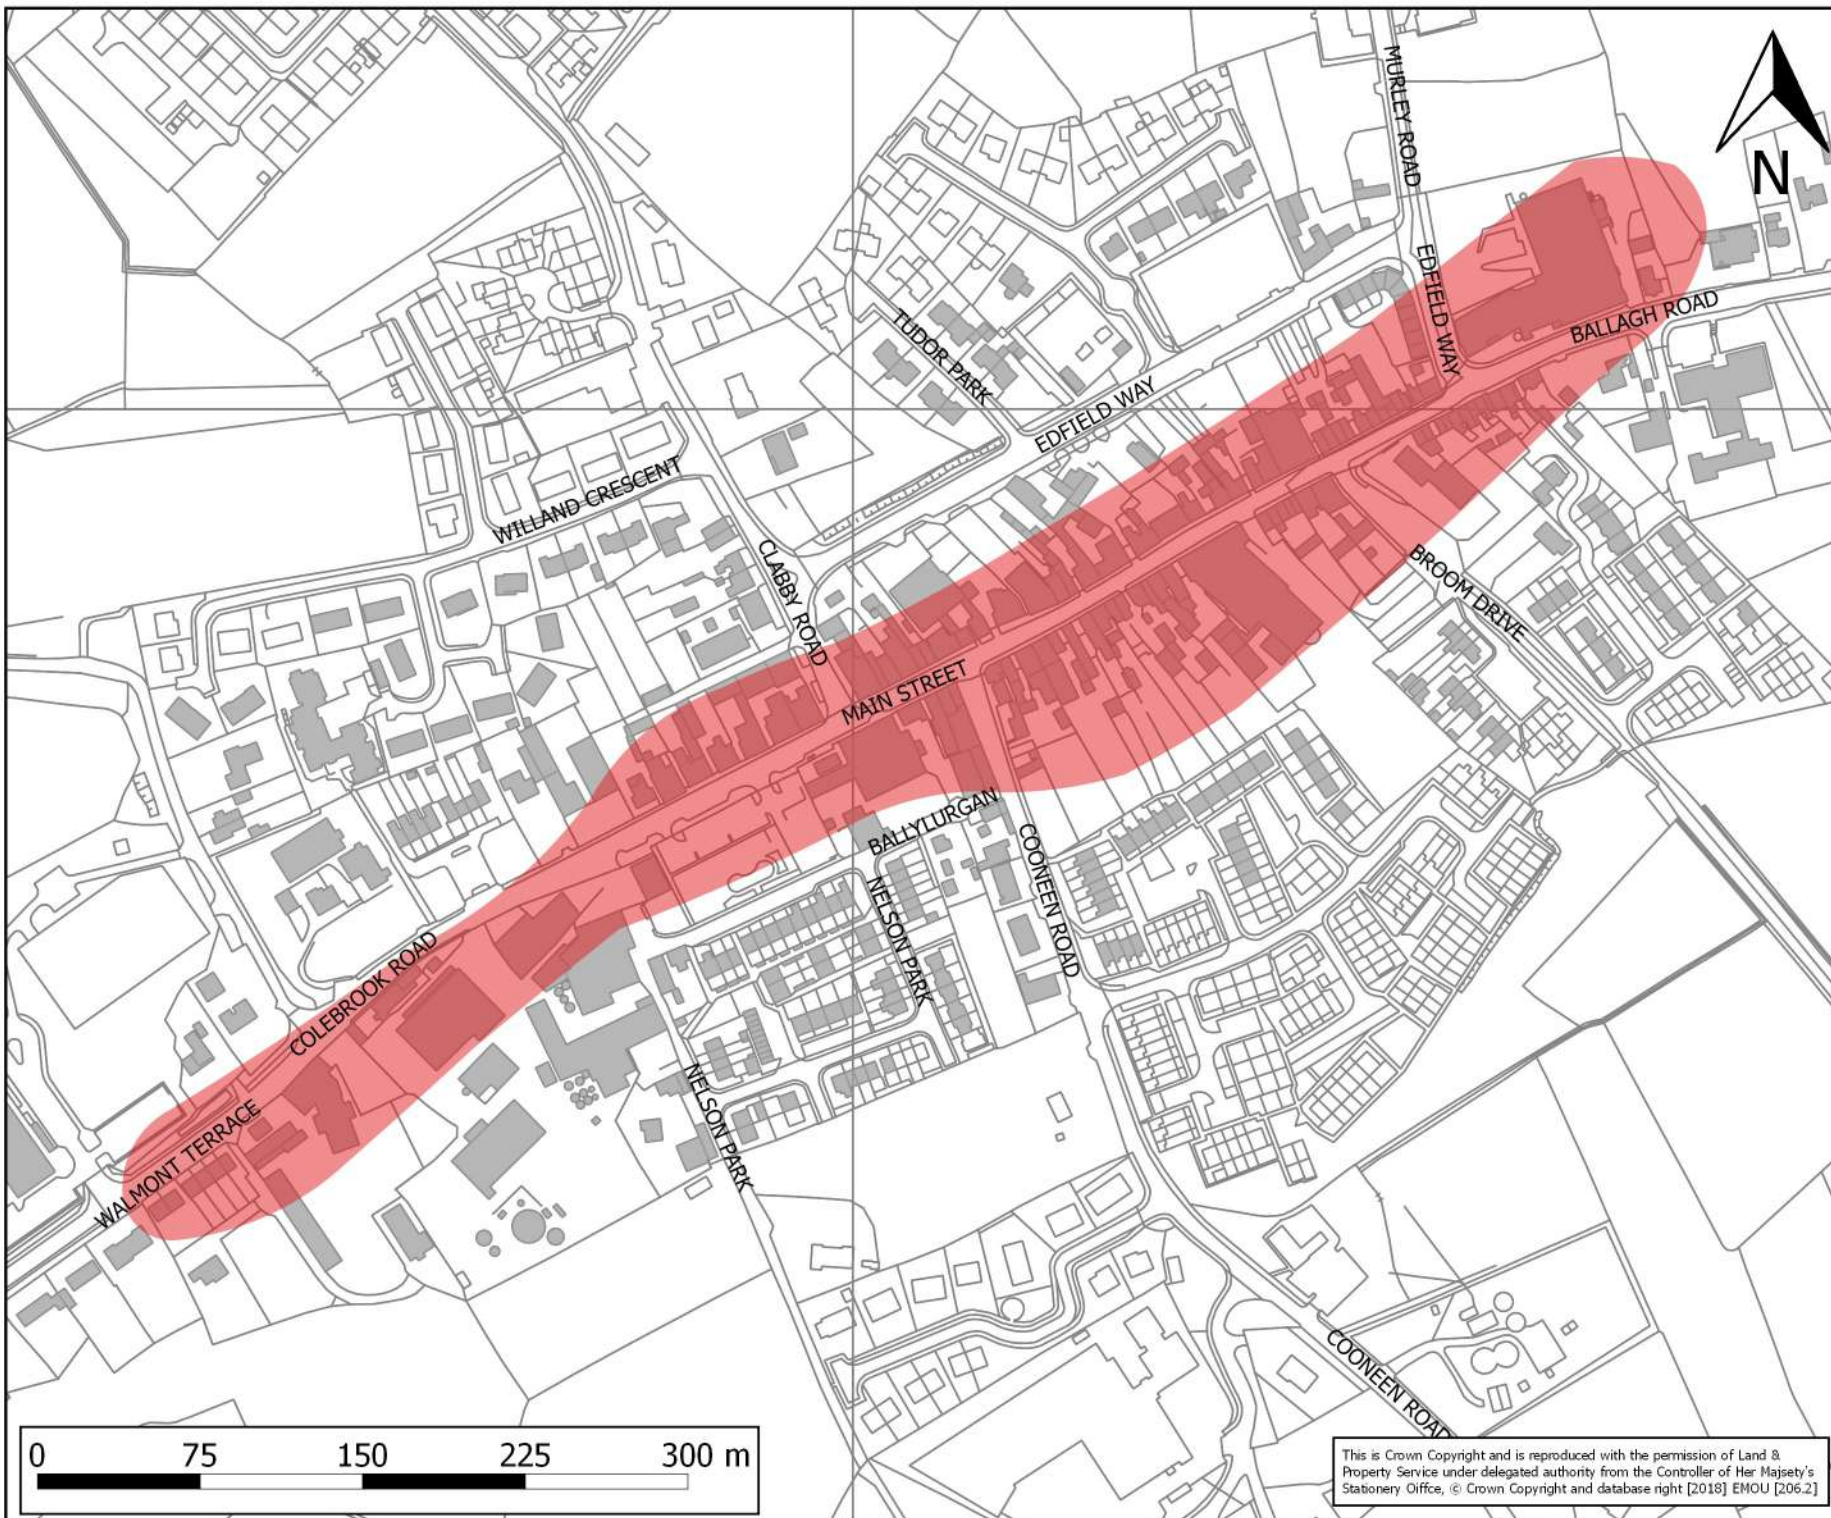 MURLEY ROAD
N
EDFIELD WAY
BALLAGH ROAD
TUDOR PARK
EDFIELD WAY
WILLAND CRESCENT
CLABBY ROAD
BROOM DRIVE
MAIN STREET
BALLYLURGAN
COONEEN ROAD
NELSON PARK
COLEBROOK ROAD
NELSON PARK
WALMONT TERRACE
COONEEN ROAD
0 75 150 225 300 m
This is Crown Copyright and is reproduced with the permission of Land &
Property Service under delegated authority from the Controller of Her Majsety's
Stationery Oiffce, © Crown Copyright and database right [2018] EMOU [206.2]